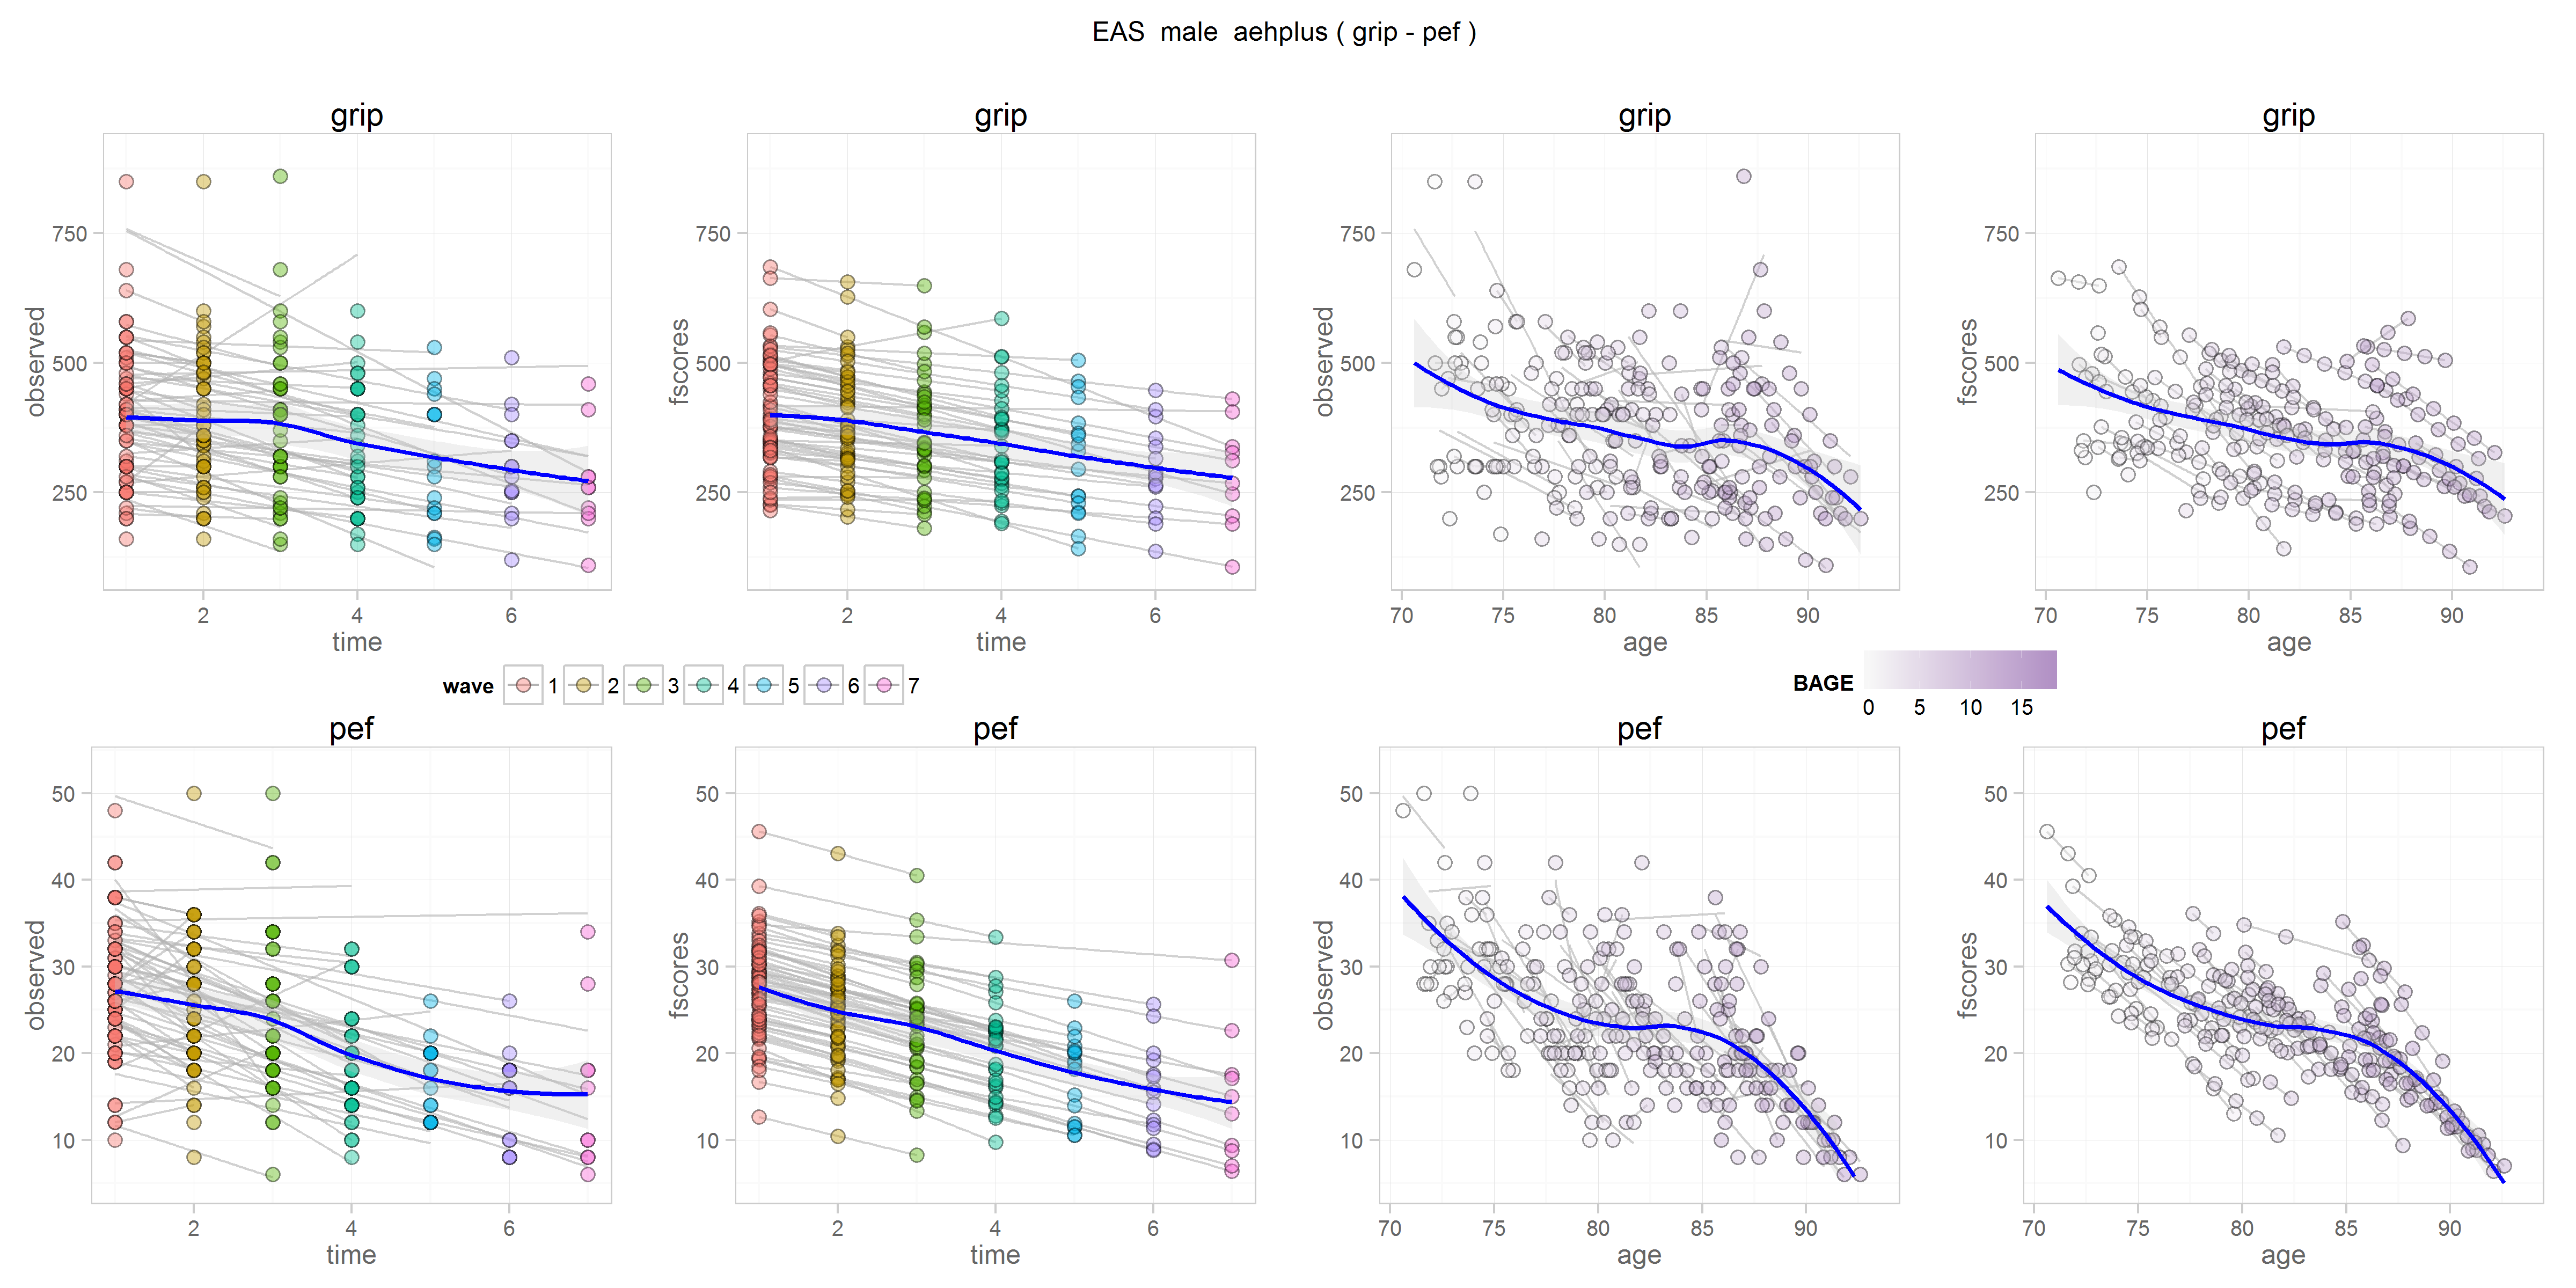 EAS male aehplus ( grip - pef )
grip grip grip grip
observed fscores observed fscores
750 750 750 750
500 500 500 500
250 250 250 250
2 4 6 2 4 6 70 75 80 85 90 70 75 80 85 90
time time age age
wave 1 2 3 4 5 6 7 BAGE
0 5 10 15
pef pef pef pef
observed fscores observed fscores
50 50 50 50
40 40 40 40
30 30 30 30
20 20 20 20
10 10 10 10
2 4 6 2 4 6 70 75 80 85 90 70 75 80 85 90
time time age age